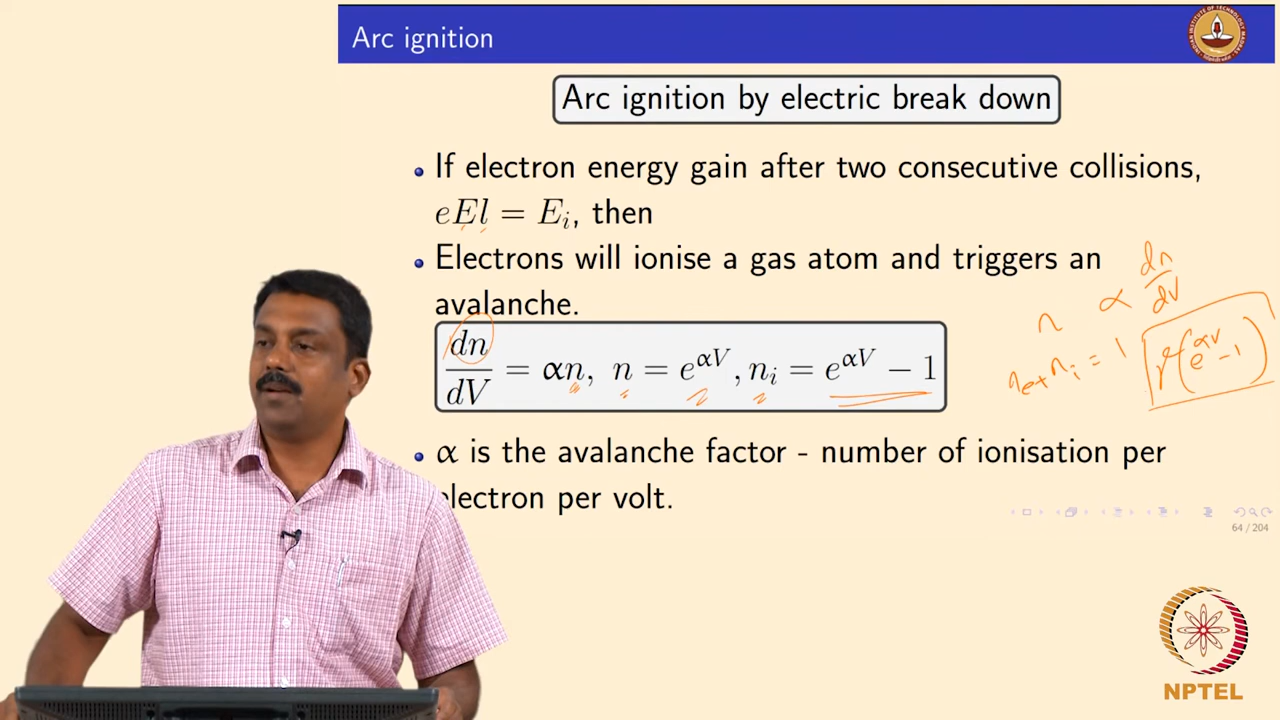 Arc ignition
Arc ignition by electric break down
If electron energy gain after two consecutive collisions,
eEl = E_i, then
Electrons will ionise a gas atom and triggers an
avalanche.
dn/dV = αn, n = e^{αV}, n_i = e^{αV} − 1
n ∝ dn/dV
n_e + n_i = 1
γ(e^{αV} − 1)
α is the avalanche factor - number of ionisation per
electron per volt.
64 / 204
NPTEL